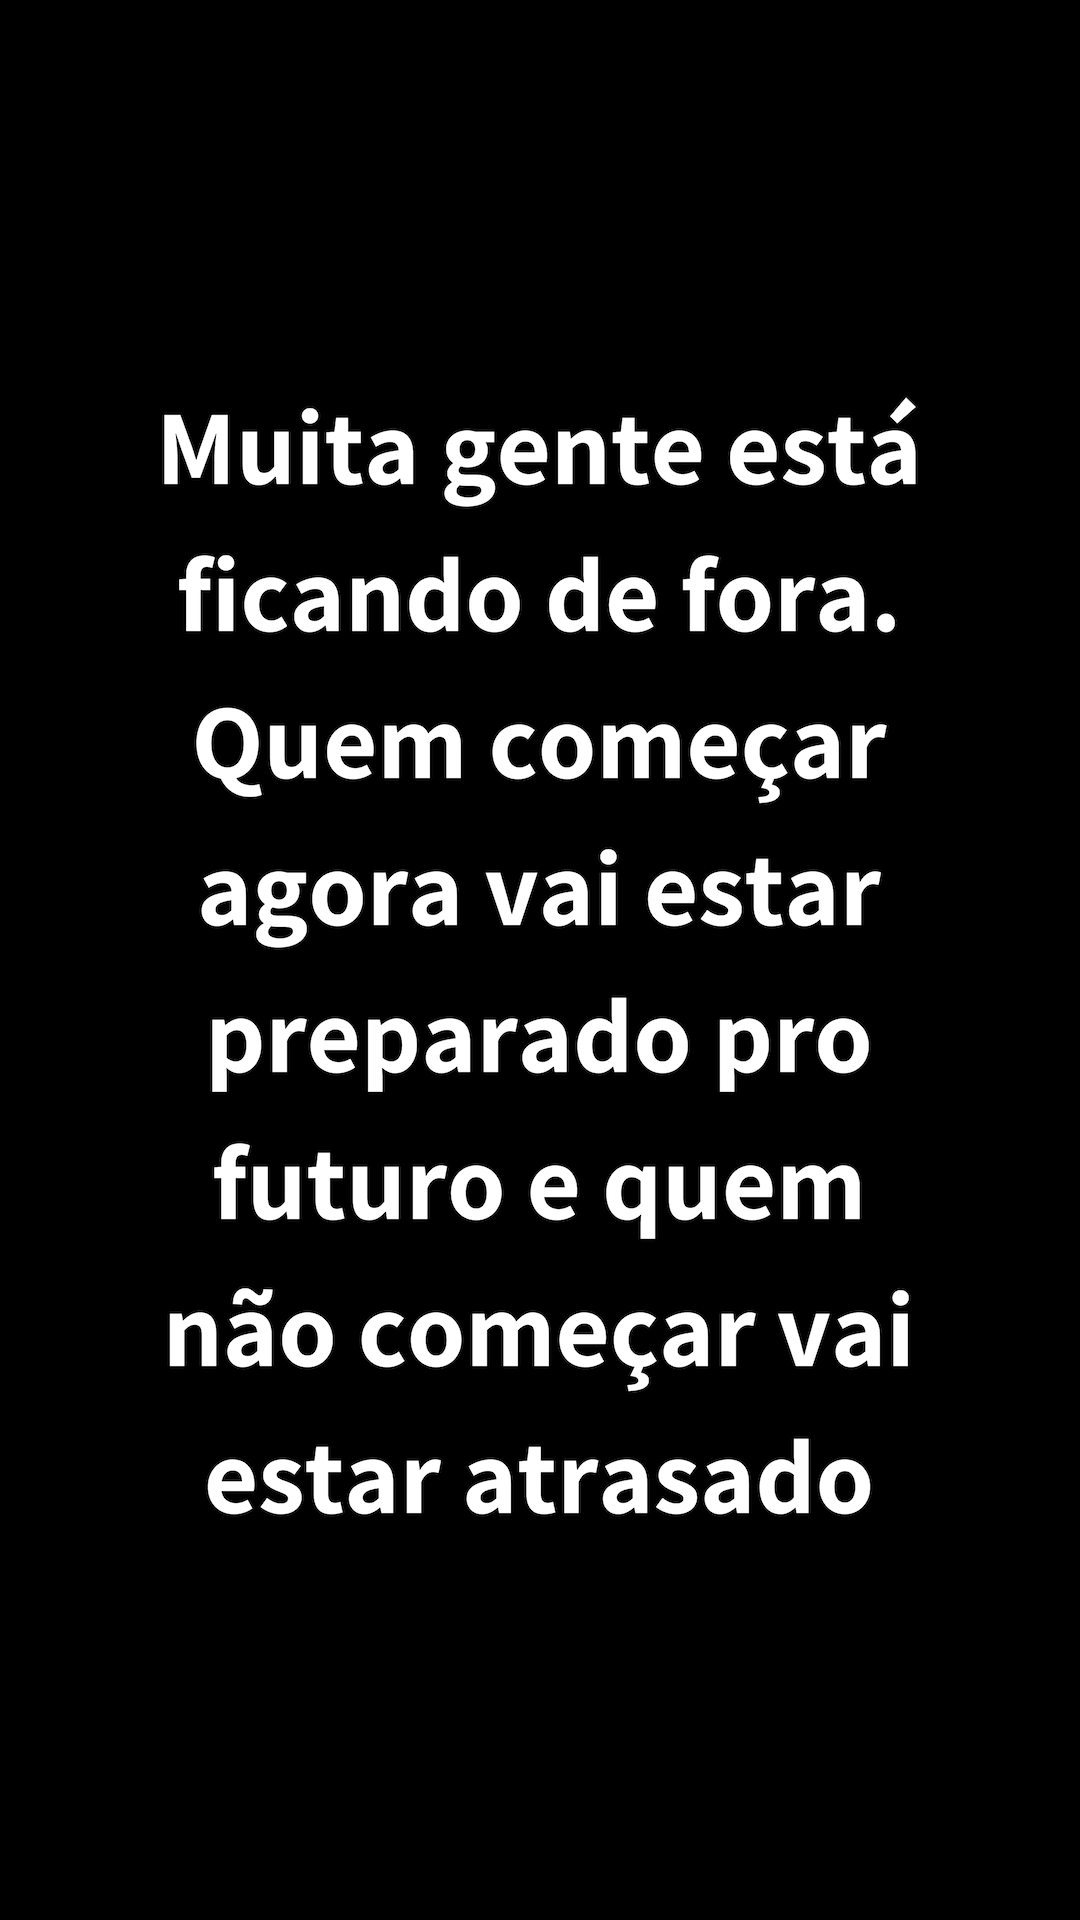 Muita gente está
ficando de fora.
Quem começar
agora vai estar
preparado pro
futuro e quem
não começar vai
estar atrasado